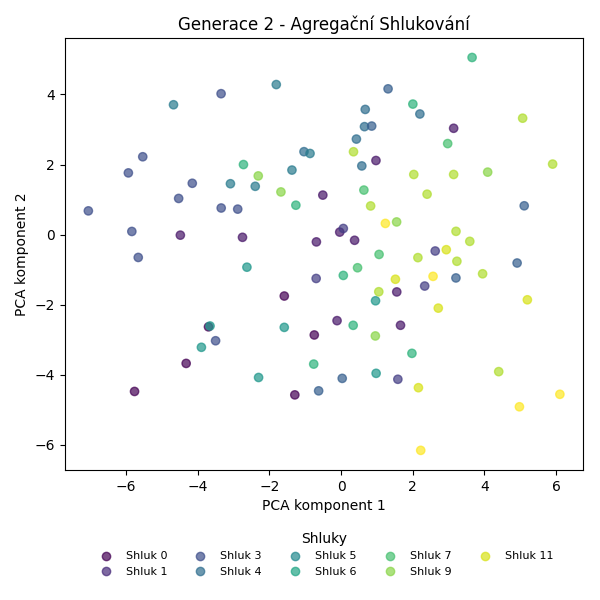 Generace 2 - Agregační Shlukování
PCA komponent 2
4
2
0
−2
−4
−6
−6 −4 −2 0 2 4 6
PCA komponent 1
Shluky
Shluk 0 Shluk 3 Shluk 5 Shluk 7 Shluk 11
Shluk 1 Shluk 4 Shluk 6 Shluk 9